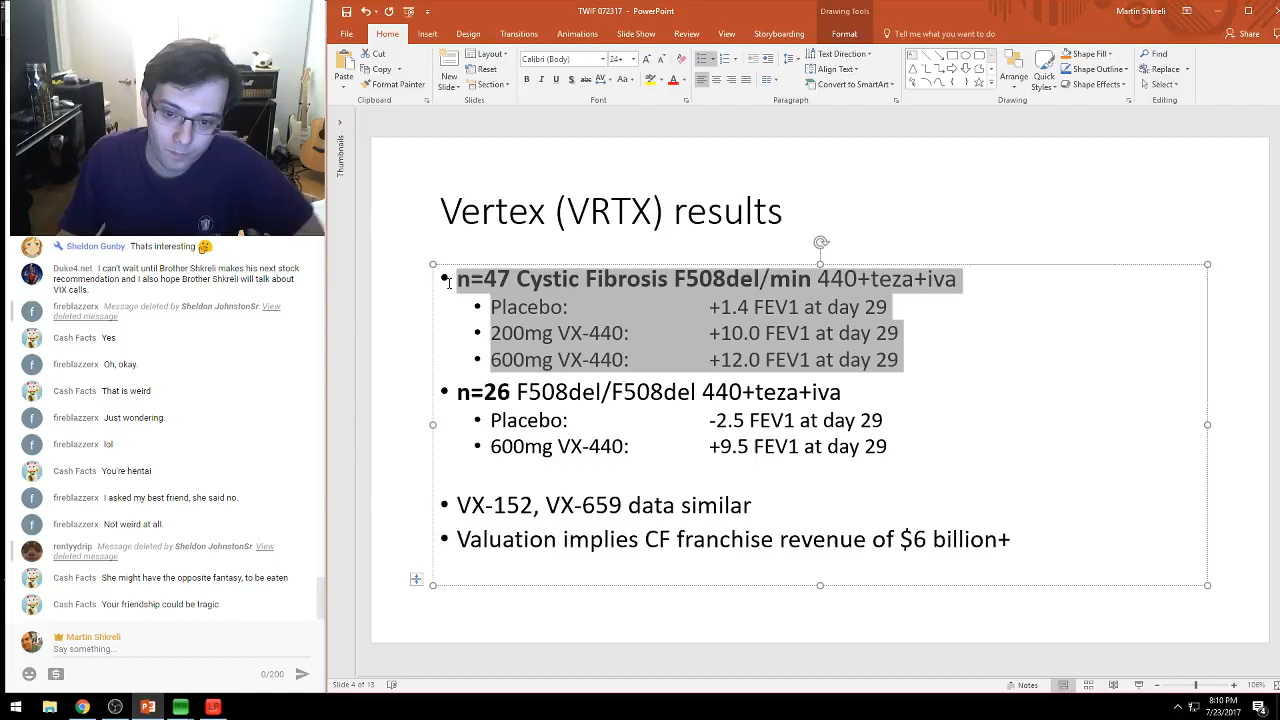 TWIF 072317 - PowerPoint
Drawing Tools
Martin Shkreli
File Home Insert Design Transitions Animations Slide Show Review View Storyboarding Format Tell me what you want to do Share
Paste
Cut
Copy
Format Painter
Clipboard
New Slide
Layout
Reset
Section
Slides
Calibri (Body) 24+
B I U S abc AV Aa A
Font
Text Direction
Align Text
Convert to SmartArt
Paragraph
Arrange
Quick Styles
Shape Fill
Shape Outline
Shape Effects
Drawing
Find
Replace
Select
Editing
Thumbnails
Vertex (VRTX) results
• n=47 Cystic Fibrosis F508del/min 440+teza+iva
• Placebo: +1.4 FEV1 at day 29
• 200mg VX-440: +10.0 FEV1 at day 29
• 600mg VX-440: +12.0 FEV1 at day 29
• n=26 F508del/F508del 440+teza+iva
• Placebo: -2.5 FEV1 at day 29
• 600mg VX-440: +9.5 FEV1 at day 29
• VX-152, VX-659 data similar
• Valuation implies CF franchise revenue of $6 billion+
Sheldon Gunby Thats interesting 🤔
Duke4.net I can't wait until Brother Shkreli makes his next stock
recommendation and I also hope Brother Shkreli will talk about
VIX calls.
fireblazzerx Message deleted by Sheldon JohnstonSr. View
deleted message
Cash Facts Yes
fireblazzerx Oh, okay.
Cash Facts That is weird
fireblazzerx Just wondering.
fireblazzerx lol
Cash Facts You're hentai
fireblazzerx I asked my best friend, she said no.
fireblazzerx Not weird at all.
rentyydrip Message deleted by Sheldon JohnstonSr. View
deleted message
Cash Facts She might have the opposite fantasy, to be eaten
Cash Facts Your friendship could be tragic
Martin Shkreli
Say something...
0/200
Slide 4 of 13
Notes
106%
8:10 PM
7/23/2017